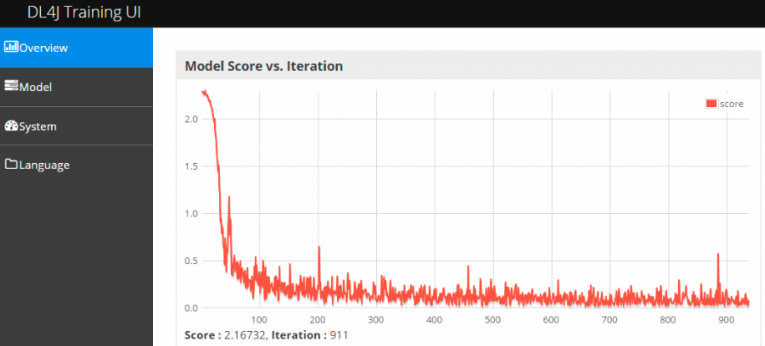 DL4J Training UI
Overview
Model
System
Language
Model Score vs. Iteration
score
2.0
1.5
1.0
0.5
0.0
100 200 300 400 500 600 700 800 900
Score : 2.16732, Iteration : 911